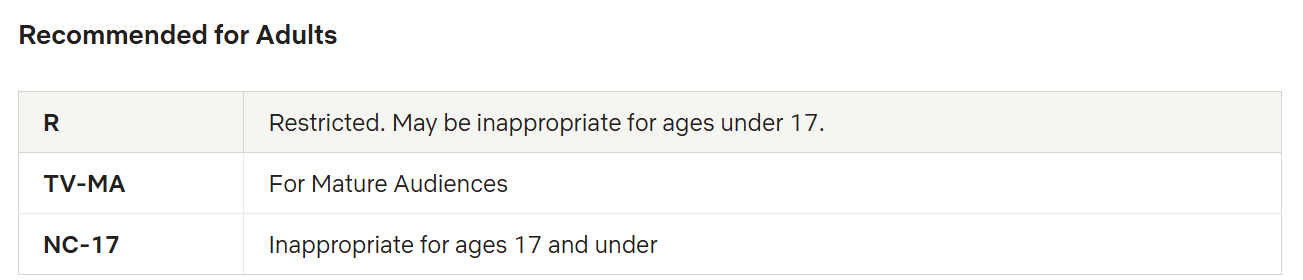 Recommended for Adults
R Restricted. May be inappropriate for ages under 17.
TV-MA For Mature Audiences
NC-17 Inappropriate for ages 17 and under